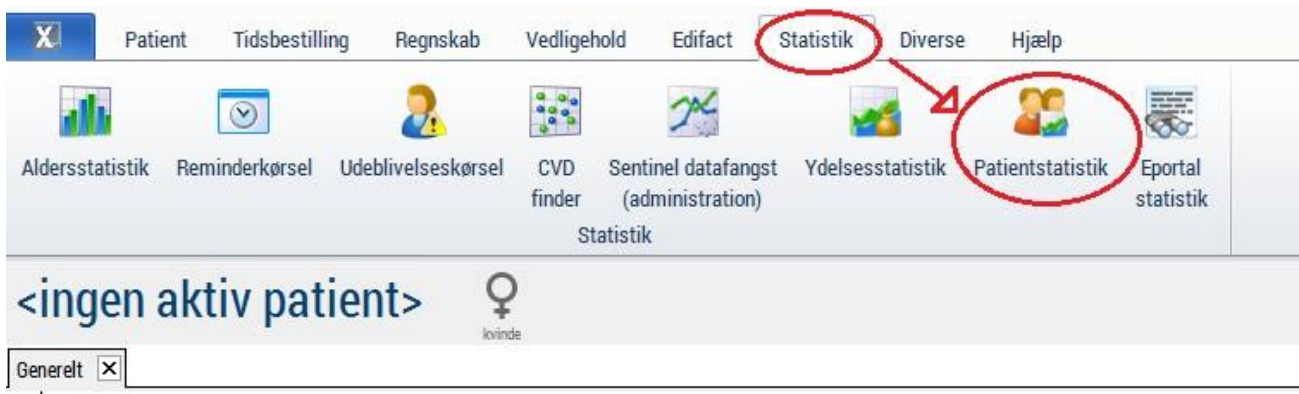 X
Patient Tidsbestilling Regnskab Vedligehold Edifact Statistik Diverse Hjælp
Aldersstatistik Reminderkørsel Udeblivelseskørsel CVD finder Sentinel datafangst (administration) Ydelsesstatistik Patientstatistik Eportal statistik
Statistik
<ingen aktiv patient>
kvinde
Generelt